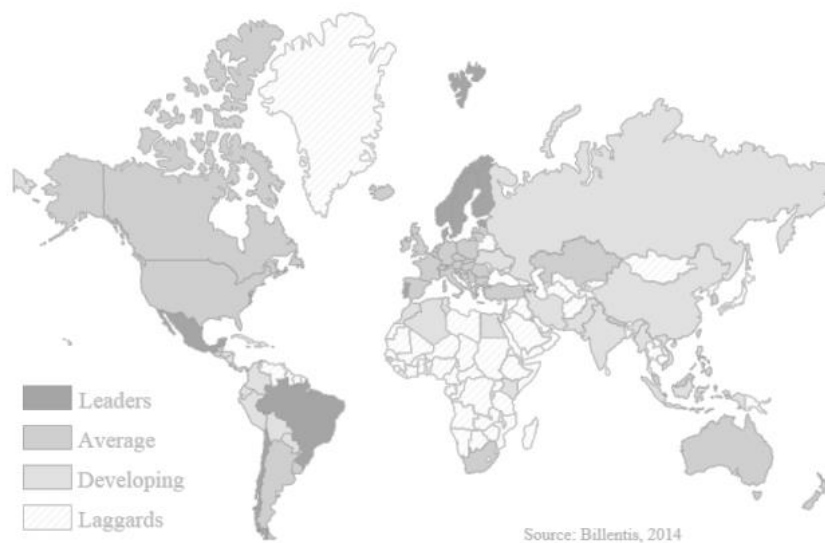 Leaders
Average
Developing
Laggards
Source: Billentis, 2014